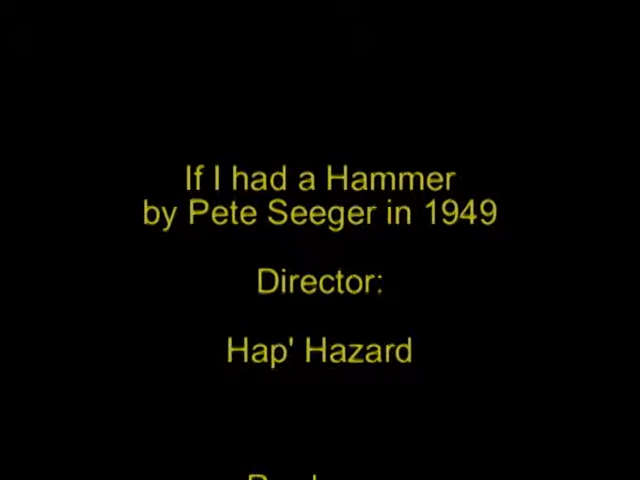 If I had a Hammer
by Pete Seeger in 1949
Director:
Hap' Hazard